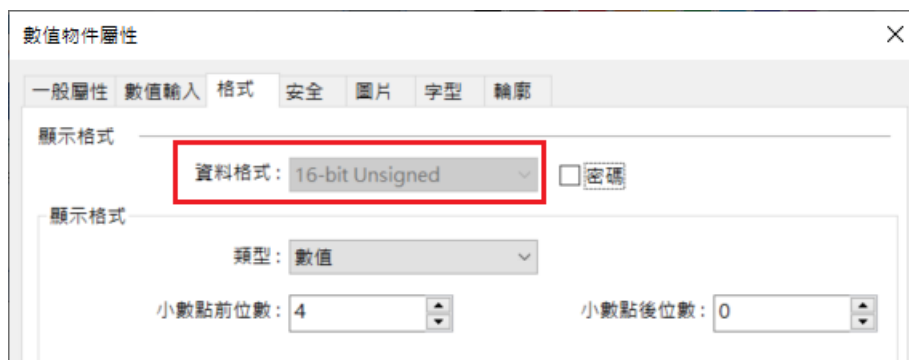 數值物件屬性
一般屬性 數值輸入 格式 安全 圖片 字型 輪廓
顯示格式
資料格式： 16-bit Unsigned 密碼
顯示格式
類型： 數值
小數點前位數： 4 小數點後位數： 0